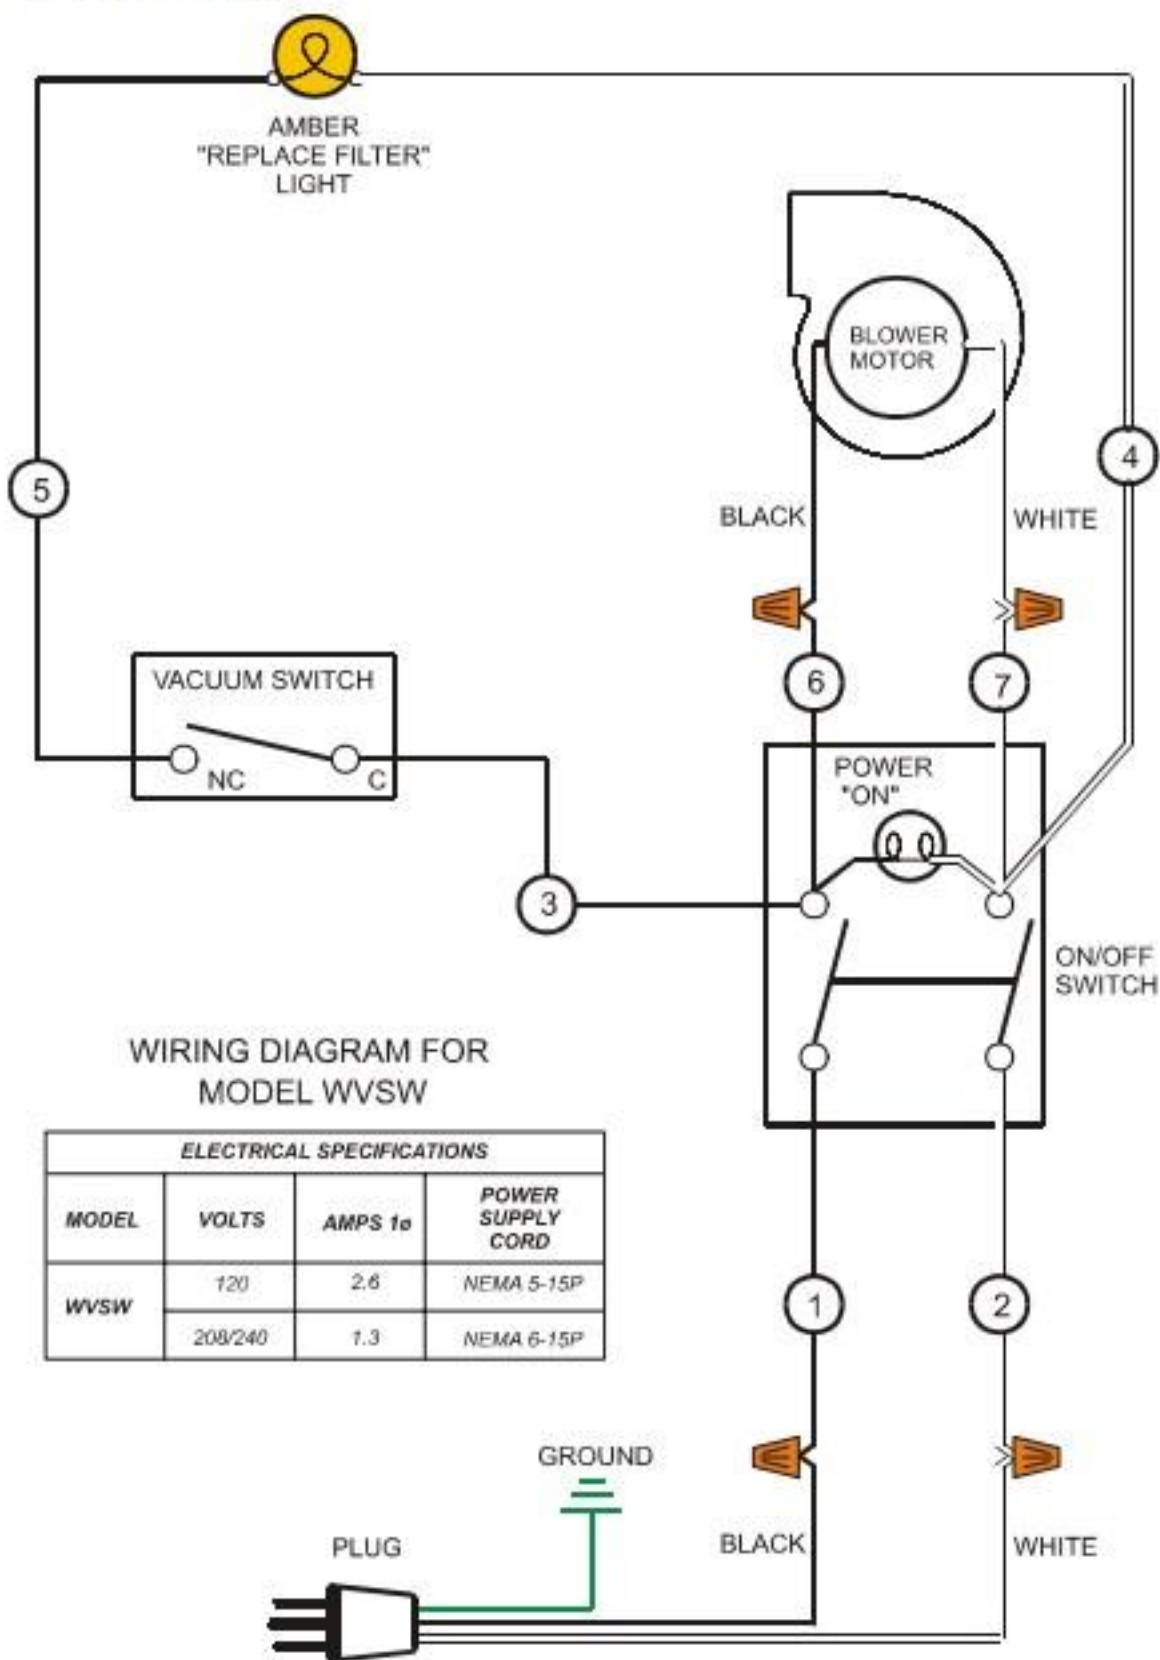 AMBER
"REPLACE FILTER"
LIGHT
BLOWER
MOTOR
4
5
BLACK
WHITE
VACUUM SWITCH
NC
C
6
7
POWER
"ON"
3
ON/OFF
SWITCH
WIRING DIAGRAM FOR
MODEL WVSW
ELECTRICAL SPECIFICATIONS
MODEL VOLTS AMPS 1ø POWER SUPPLY CORD
WVSW 120 2.6 NEMA 5-15P
208/240 1.3 NEMA 6-15P
1
2
GROUND
PLUG
BLACK
WHITE